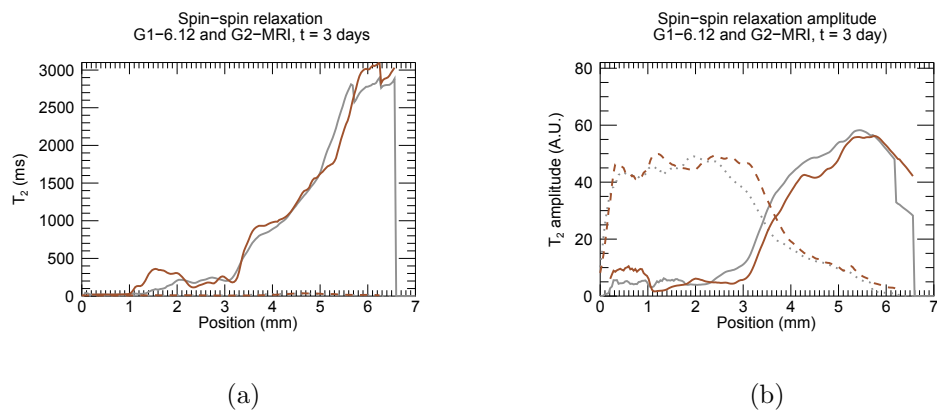 Spin−spin relaxation
G1−6.12 and G2−MRI, t = 3 days
3000
2500
2000
1500
1000
500
0
T2 (ms)
0 1 2 3 4 5 6 7
Position (mm)
(a)
Spin−spin relaxation amplitude
G1−6.12 and G2−MRI, t = 3 day)
80
60
40
20
0
T2 amplitude (A.U.)
0 1 2 3 4 5 6 7
Position (mm)
(b)